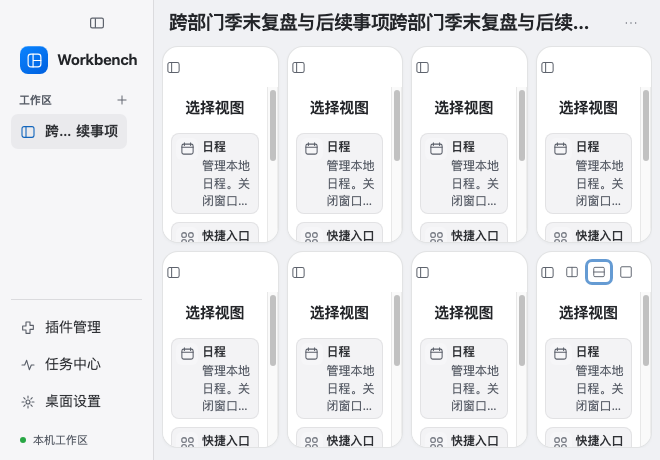 Workbench
工作区
跨... 续事项
插件管理
任务中心
桌面设置
本机工作区
跨部门季末复盘与后续事项跨部门季末复盘与后续...
选择视图
日程
管理本地
日程。关
闭窗口...
快捷入口
选择视图
日程
管理本地
日程。关
闭窗口...
快捷入口
选择视图
日程
管理本地
日程。关
闭窗口...
快捷入口
选择视图
日程
管理本地
日程。关
闭窗口...
快捷入口
选择视图
日程
管理本地
日程。关
闭窗口...
快捷入口
选择视图
日程
管理本地
日程。关
闭窗口...
快捷入口
选择视图
日程
管理本地
日程。关
闭窗口...
快捷入口
选择视图
日程
管理本地
日程。关
闭窗口...
快捷入口